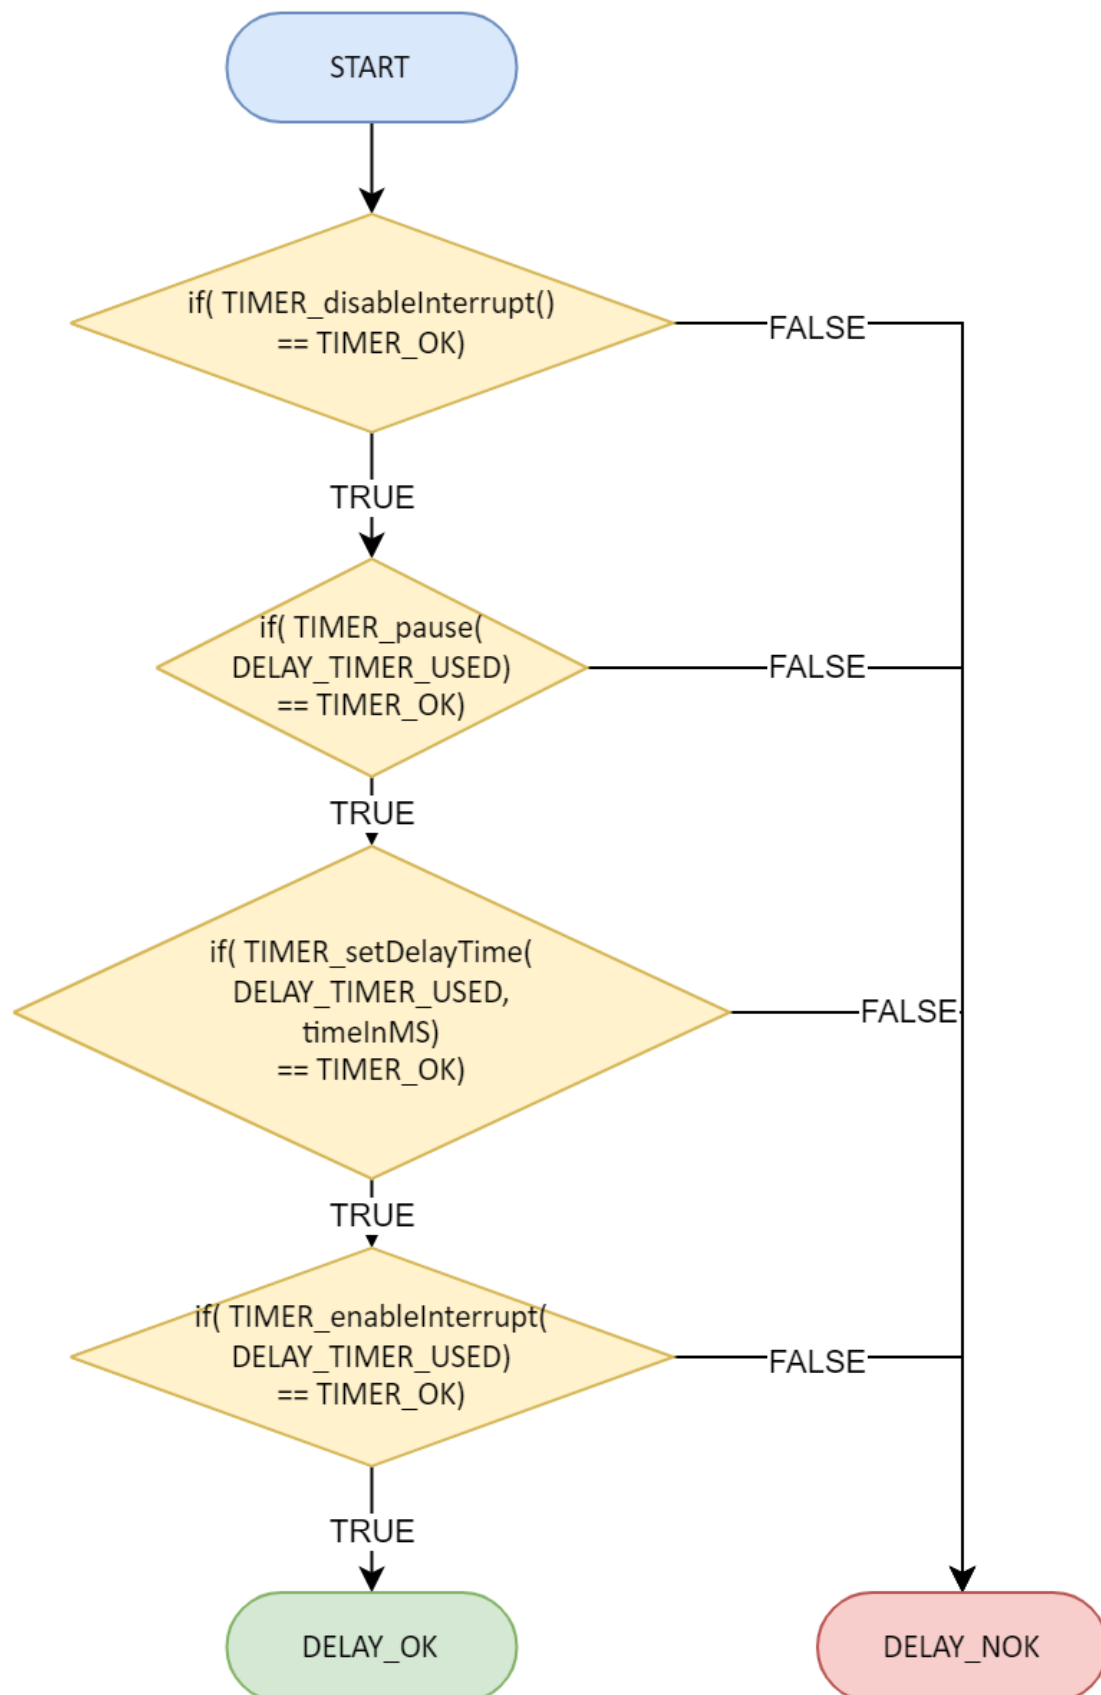 START
if( TIMER_disableInterrupt()
== TIMER_OK)
FALSE
TRUE
if( TIMER_pause(
DELAY_TIMER_USED)
== TIMER_OK)
FALSE
TRUE
if( TIMER_setDelayTime(
DELAY_TIMER_USED,
timeInMS)
== TIMER_OK)
FALSE
TRUE
if( TIMER_enableInterrupt(
DELAY_TIMER_USED)
== TIMER_OK)
FALSE
TRUE
DELAY_OK
DELAY_NOK